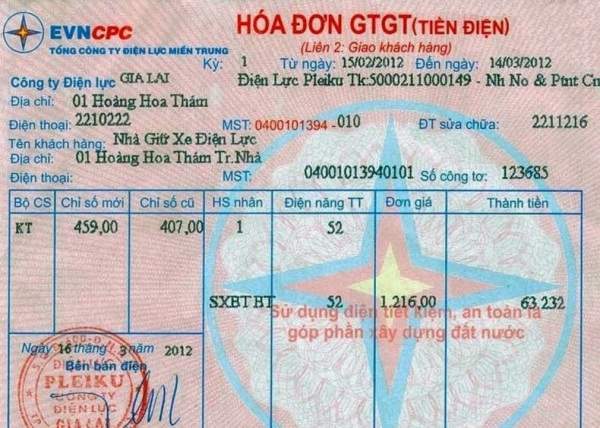 EVNCPC
TỔNG CÔNG TY ĐIỆN LỰC MIỀN TRUNG
HÓA ĐƠN GTGT (TIỀN ĐIỆN)
(Liên 2: Giao khách hàng)
Kỳ: 1 Từ ngày: 15/02/2012 Đến ngày: 14/03/2012
Công ty Điện lực GIA LAI Điện Lực Pleiku Tk:5000211000149 - Nh No & Ptnt
Địa chỉ: 01 Hoàng Hoa Thám
Điện thoại: 2210222 MST: 0400101394 - 010 ĐT sửa chữa: 2211216
Tên khách hàng: Nhà Giữ Xe Điện Lực
Địa chỉ: 01 Hoàng Hoa Thám Tr.Nhà
Điện thoại: MST: 04001013940101 Số công tơ: 123685
Bộ CS Chỉ số mới Chỉ số cũ HS nhân Điện năng TT Đơn giá Thành tiền
KT 459,00 407,00 1 52
SXBT BT 52 1,216.00 63,232
Sử dụng điện tiết kiệm, an toàn là
góp phần xây dựng đất nước
Ngày 16 tháng 3 năm 2012
Bên bán điện
ĐIỆN LỰC
PLEIKU
CÔNG TY
ĐIỆN LỰC
GIA LAI